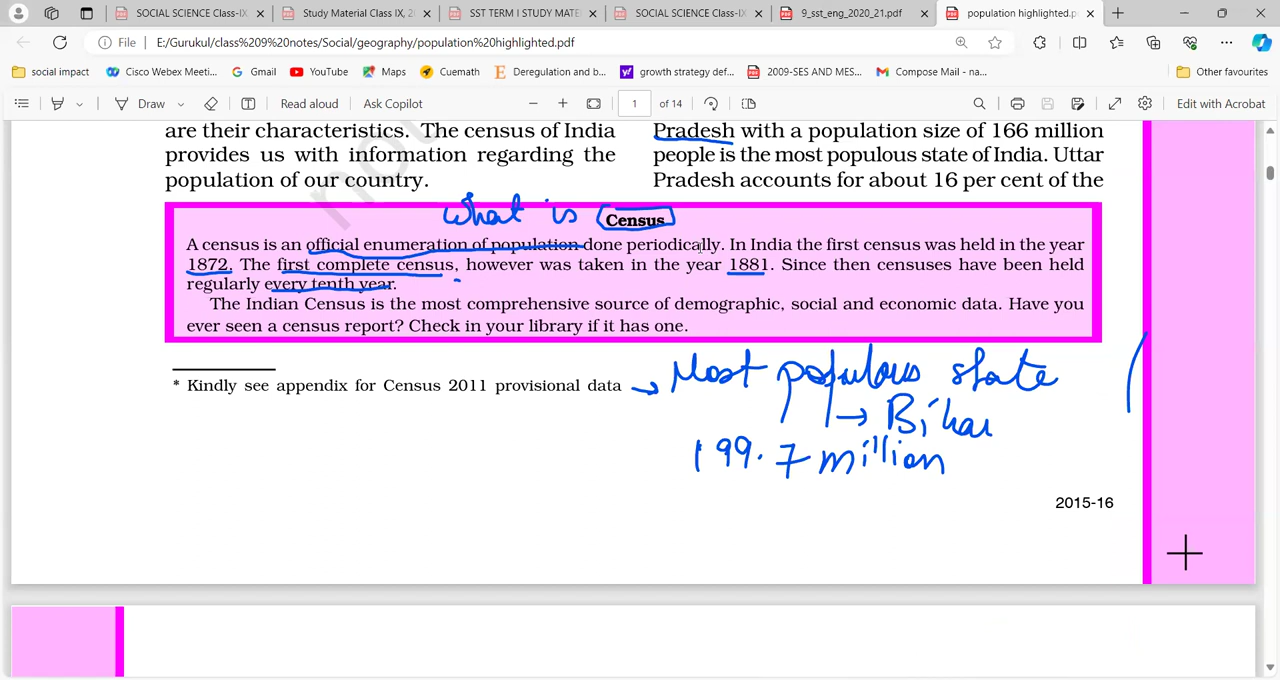 SOCIAL SCIENCE Class-IX
Study Material Class IX, 2
SST TERM I STUDY MATE
SOCIAL SCIENCE Class-IX
9_sst_eng_2020_21.pdf
population highlighted.p
File E:/Gurukul/class%209%20notes/Social/geography/population%20highlighted.pdf
social impact
Cisco Webex Meeti...
Gmail
YouTube
Maps
Cuemath
Deregulation and b...
growth strategy def...
2009-SES AND MES...
Compose Mail - na...
Other favourites
Draw
Read aloud
Ask Copilot
1 of 14
Edit with Acrobat
are their characteristics. The census of India
provides us with information regarding the
population of our country.
Pradesh with a population size of 166 million
people is the most populous state of India. Uttar
Pradesh accounts for about 16 per cent of the
What is Census
A census is an official enumeration of population done periodically. In India the first census was held in the year
1872. The first complete census, however was taken in the year 1881. Since then censuses have been held
regularly every tenth year.
The Indian Census is the most comprehensive source of demographic, social and economic data. Have you
ever seen a census report? Check in your library if it has one.
* Kindly see appendix for Census 2011 provisional data
→ Most populous state
→ Bihar
199.7 million
2015-16